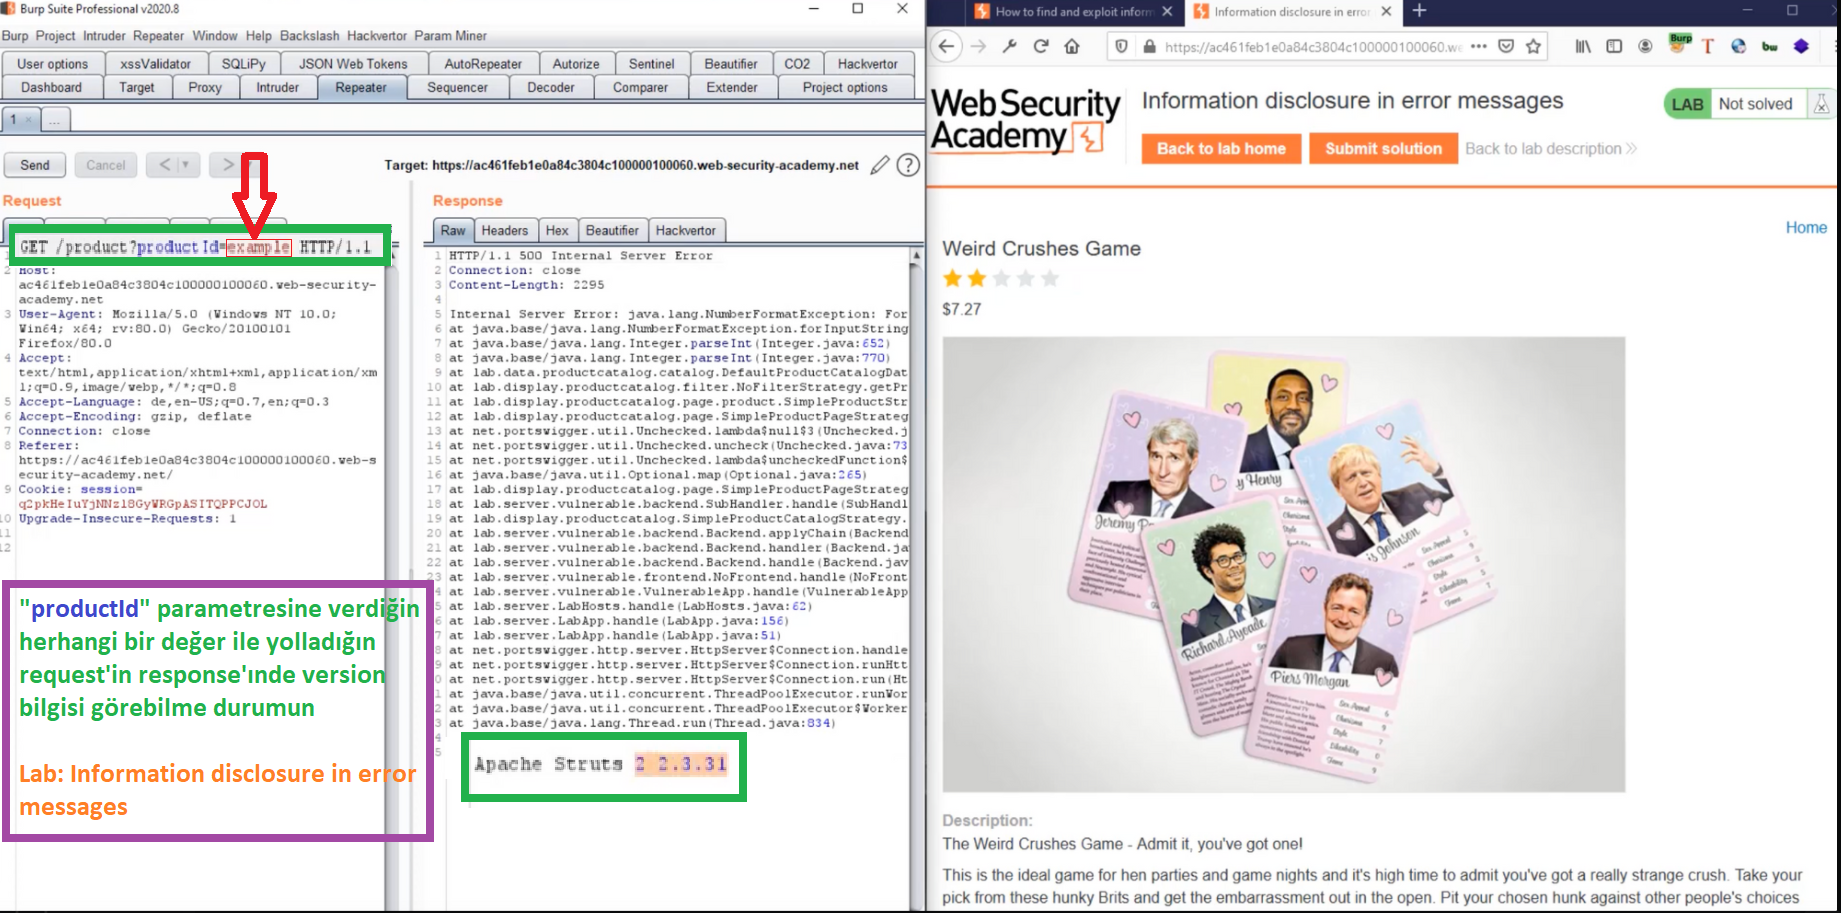 Burp Suite Professional v2020.8
Burp Project Intruder Repeater Window Help Backslash Hackvertor Param Miner
User options xssValidator SQLiPy JSON Web Tokens AutoRepeater Autorize Sentinel Beautifier CO2 Hackvertor
Dashboard Target Proxy Intruder Repeater Sequencer Decoder Comparer Extender Project options
1 × ...
Send Cancel < > Target: https://ac461feb1e0a84c3804c100000100060.web-security-academy.net
Request
GET /product?productId=example HTTP/1.1
2 Host:
ac461feb1e0a84c3804c100000100060.web-security-
academy.net
3 User-Agent: Mozilla/5.0 (Windows NT 10.0;
Win64; x64; rv:80.0) Gecko/20100101
Firefox/80.0
4 Accept:
text/html,application/xhtml+xml,application/xm
l;q=0.9,image/webp,*/*;q=0.8
5 Accept-Language: de,en-US;q=0.7,en;q=0.3
6 Accept-Encoding: gzip, deflate
7 Connection: close
8 Referer:
https://ac461feb1e0a84c3804c100000100060.web-s
ecurity-academy.net/
9 Cookie: session=
q2pkHeIuYjNNzl8GyWRGpASITQPPCJOL
10 Upgrade-Insecure-Requests: 1
11
12
"productId" parametresine verdiğin
herhangi bir değer ile yolladığın
request'in response'ında version
bilgisi görebilme durumun
Lab: Information disclosure in error
messages
Response
Raw Headers Hex Beautifier Hackvertor
1 HTTP/1.1 500 Internal Server Error
2 Connection: close
3 Content-Length: 2295
4
5 Internal Server Error: java.lang.NumberFormatException: For
6 at java.base/java.lang.NumberFormatException.forInputString
7 at java.base/java.lang.Integer.parseInt(Integer.java:652)
8 at java.base/java.lang.Integer.parseInt(Integer.java:770)
9 at lab.data.productcatalog.catalog.DefaultProductCatalogDat
10 at lab.display.productcatalog.filter.NoFilterStrategy.getPr
11 at lab.display.productcatalog.page.product.SimpleProductStr
12 at lab.display.productcatalog.page.SimpleProductPageStrateg
13 at net.portswigger.util.Unchecked.lambda$null$3(Unchecked.j
14 at net.portswigger.util.Unchecked.uncheck(Unchecked.java:73
15 at net.portswigger.util.Unchecked.lambda$uncheckedFunction$
16 at java.base/java.util.Optional.map(Optional.java:265)
17 at lab.display.productcatalog.page.SimpleProductPageStrateg
18 at lab.server.vulnerable.backend.SubHandler.handle(SubHandl
19 at lab.display.productcatalog.SimpleProductCatalogStrategy.
20 at lab.server.vulnerable.backend.Backend.applyChain(Backend
21 at lab.server.vulnerable.backend.Backend.handler(Backend.ja
22 at lab.server.vulnerable.backend.Backend.handle(Backend.jav
23 at lab.server.vulnerable.frontend.NoFrontend.handle(NoFront
at lab.server.vulnerable.VulnerableApp.handle(VulnerableApp
at lab.server.LabHosts.handle(LabHosts.java:62)
at lab.server.LabApp.handle(LabApp.java:156)
at lab.server.LabApp.handle(LabApp.java:51)
at net.portswigger.http.server.HttpServer$Connection.handle
at net.portswigger.http.server.HttpServer$Connection.runHtt
at net.portswigger.http.server.HttpServer$Connection.run(Ht
at java.base/java.util.concurrent.ThreadPoolExecutor.runWor
at java.base/java.util.concurrent.ThreadPoolExecutor$Worker
at java.base/java.lang.Thread.run(Thread.java:834)
Apache Struts 2 2.3.31
How to find and exploit inform
Information disclosure in error
https://ac461feb1e0a84c3804c100000100060.we
Web Security
Academy
Information disclosure in error messages
LAB Not solved
Back to lab home Submit solution Back to lab description
Home
Weird Crushes Game
$7.27
y Henry
Jeremy P
is Johnson
Richard Ayoade
Piers Morgan
Description:
The Weird Crushes Game - Admit it, you've got one!
This is the ideal game for hen parties and game nights and it's high time to admit you've got a really strange crush. Take your
pick from these hunky Brits and get the embarrassment out in the open. Pit your chosen hunk against other people's choices